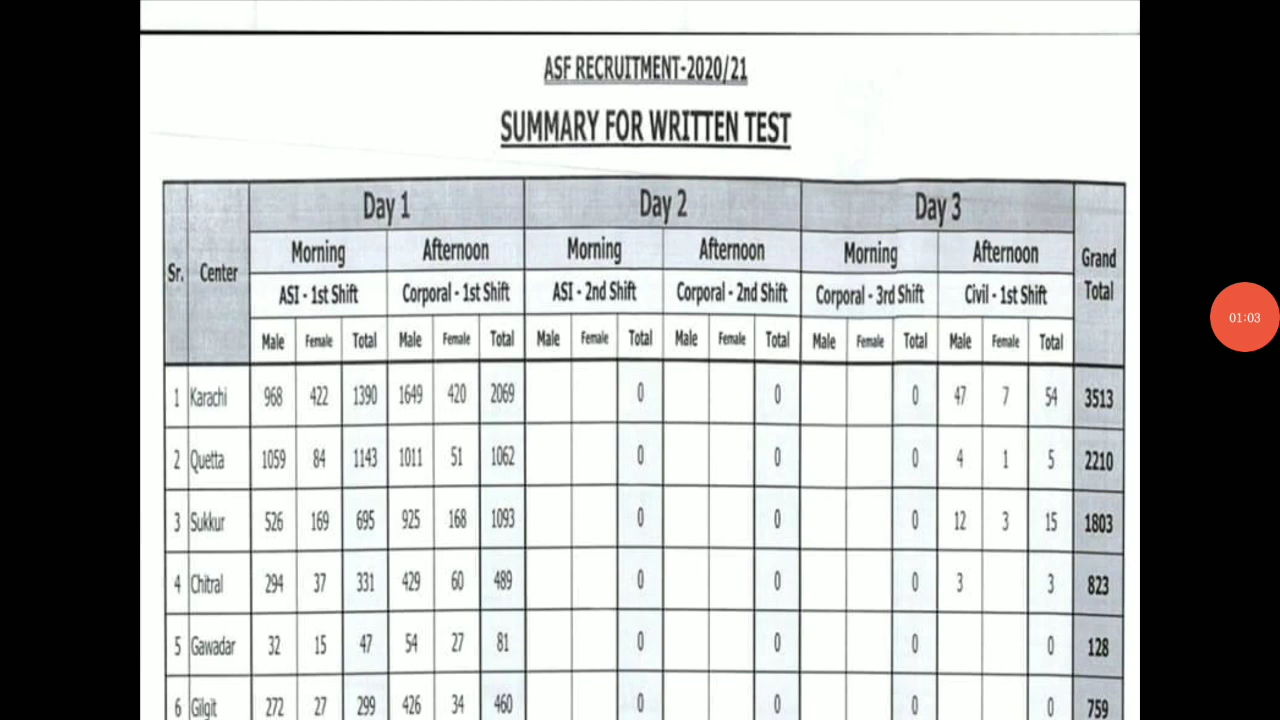 ASF RECRUITMENT-2020/21
SUMMARY FOR WRITTEN TEST
Sr. Center Day 1 Day 2 Day 3 Grand Total
Morning Afternoon Morning Afternoon Morning Afternoon
ASI - 1st Shift Corporal - 1st Shift ASI - 2nd Shift Corporal - 2nd Shift Corporal - 3rd Shift Civil - 1st Shift
Male Female Total Male Female Total Male Female Total Male Female Total Male Female Total Male Female Total
1 Karachi 968 422 1390 1649 420 2069 0 0 0 47 7 54 3513
2 Quetta 1059 84 1143 1011 51 1062 0 0 0 4 1 5 2210
3 Sukkur 526 169 695 925 168 1093 0 0 0 12 3 15 1803
4 Chitral 294 37 331 429 60 489 0 0 0 3 3 823
5 Gawadar 32 15 47 54 27 81 0 0 0 0 128
6 Gilgit 272 27 299 426 34 460 0 0 0 0 759
01:03